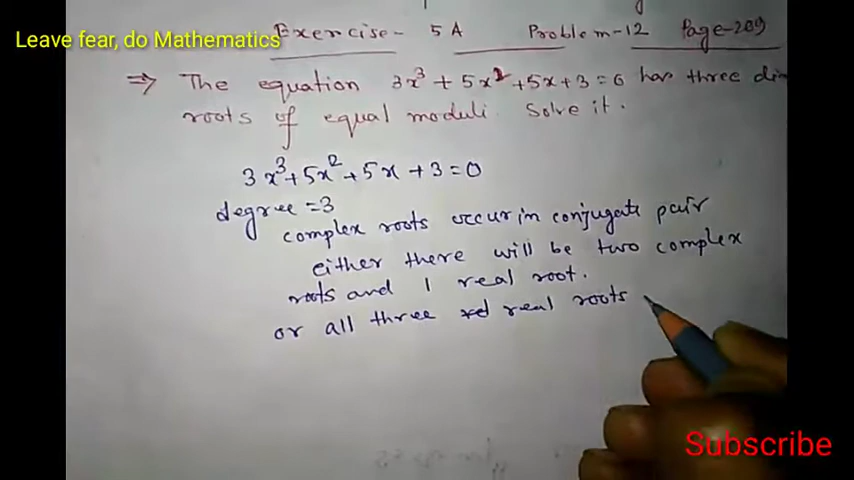 Leave fear, do Mathematics
Exercise- 5A Problem-12 Page-209
⇒ The equation 3x³ + 5x² + 5x + 3 = 0 has three
roots of equal moduli. Solve it.
3x³ + 5x² + 5x + 3 = 0
degree = 3
complex roots occur in conjugate pair
either there will be two complex
roots and 1 real root.
or all three real roots
Subscribe